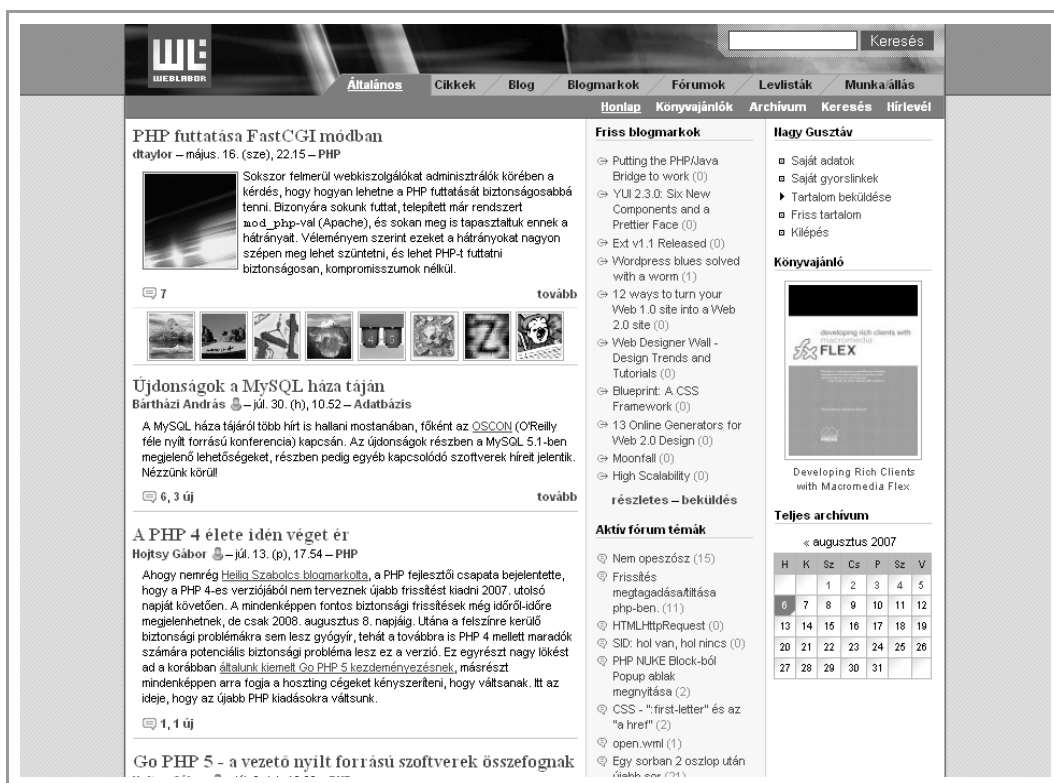 WL
WEBLABOR
Keresés
Általános Cikkek Blog Blogmarkok Fórumok Levlisták Munka/állás
Honlap Könyvajánlók Archívum Keresés Hírlevél
PHP futtatása FastCGI módban
dtaylor – május. 16. (sze), 22.15 – PHP
Sokszor felmerül webkiszolgálókat adminisztrálók körében a
kérdés, hogy hogyan lehetne a PHP futtatását biztonságosabbá
tenni. Bizonyára sokunk futtat, telepített már rendszert
mod_php-val (Apache), és sokan meg is tapasztaltuk ennek a
hátrányait. Véleményem szerint ezeket a hátrányokat nagyon
szépen meg lehet szüntetni, és lehet PHP-t futtatni
biztonságosan, kompromisszumok nélkül.
7 tovább
4 5
Z
Újdonságok a MySQL háza táján
Bártházi András – júl. 30. (h), 10.52 – Adatbázis
A MySQL háza tájáról több hírt is hallani mostanában, főként az OSCON (O'Reilly
féle nyílt forrású konferencia) kapcsán. Az újdonságok részben a MySQL 5.1-ben
megjelenő lehetőségeket, részben pedig egyéb kapcsolódó szoftverek híreit jelentik.
Nézzünk körül!
6, 3 új tovább
A PHP 4 élete idén véget ér
Hojtsy Gábor – júl. 13. (p), 17.54 – PHP
Ahogy nemrég Heilig Szabolcs blogmarkolta, a PHP fejlesztői csapata bejelentette,
hogy a PHP 4-es verziójából nem terveznek újabb frissítést kiadni 2007. utolsó
napját követően. A mindenképpen fontos biztonsági frissítések még időről-időre
megjelenhetnek, de csak 2008. augusztus 8. napjáig. Utána a felszínre kerülő
biztonsági problémákra sem lesz gyógyír, tehát a továbbra is PHP 4 mellett maradók
számára potenciális biztonsági probléma lesz ez a verzió. Ez egyrészt nagy lökést
ad a korábban általunk kiemelt Go PHP 5 kezdeményezésnek, másrészt
mindenképpen arra fogja a hoszting cégeket kényszeríteni, hogy váltsanak. Itt az
ideje, hogy az újabb PHP kiadásokra váltsunk.
1, 1 új
Go PHP 5 - a vezető nyílt forrású szoftverek összefognak
Friss blogmarkok
Putting the PHP/Java
Bridge to work (0)
YUI 2.3.0: Six New
Components and a
Prettier Face (0)
Ext v1.1 Released (0)
Wordpress blues solved
with a worm (1)
12 ways to turn your
Web 1.0 site into a Web
2.0 site (0)
Web Designer Wall -
Design Trends and
Tutorials (0)
Blueprint: A CSS
Framework (0)
13 Online Generators for
Web 2.0 Design (0)
Moonfall (0)
High Scalability (0)
részletes – beküldés
Aktív fórum témák
Nem opeszósz (15)
Frissítés
megtagadása/tiltása
php-ben. (11)
HTMLHttpRequest (0)
SID: hol van, hol nincs (0)
PHP NUKE Block-ból
Popup ablak
megnyítása (2)
CSS - ":first-letter" és az
"a href" (2)
open.wml (1)
Egy sorban 2 oszlop után
újabb sor (21)
Nagy Gusztáv
Saját adatok
Saját gyorslinkek
Tartalom beküldése
Friss tartalom
Kilépés
Könyvajánló
developing rich clients with
macromedia
FLEX
Developing Rich Clients
with Macromedia Flex
Teljes archívum
« augusztus 2007
H K Sz Cs P Sz V
1 2 3 4 5
6 7 8 9 10 11 12
13 14 15 16 17 18 19
20 21 22 23 24 25 26
27 28 29 30 31